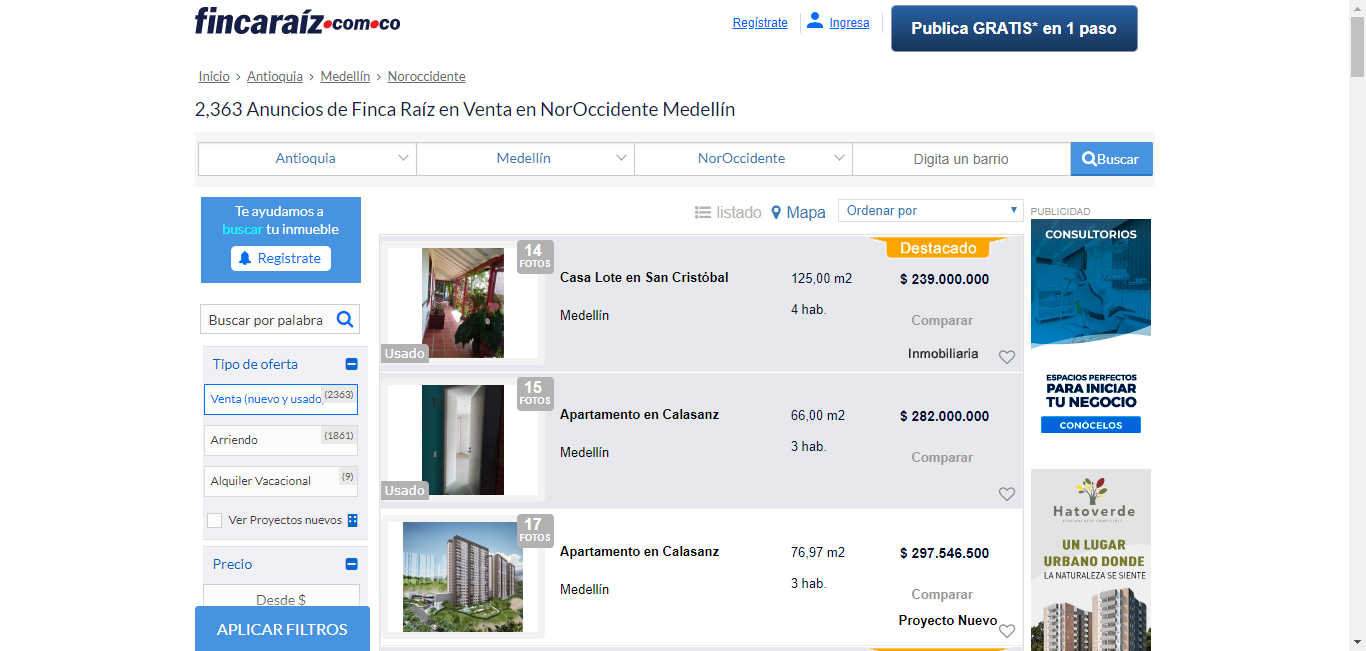 fincaraíz.com.co
Regístrate
Ingresa
Publica GRATIS* en 1 paso
Inicio › Antioquia › Medellín › Noroccidente
2,363 Anuncios de Finca Raíz en Venta en NorOccidente Medellín
Antioquia
Medellín
NorOccidente
Digita un barrio
Buscar
Te ayudamos a
buscar tu inmueble
Registrate
Buscar por palabra
Tipo de oferta
Venta (nuevo y usado)
(2363)
Arriendo
(1861)
Alquiler Vacacional
(9)
Ver Proyectos nuevos
Precio
Desde $
APLICAR FILTROS
listado
Mapa
Ordenar por
14
FOTOS
Usado
Casa Lote en San Cristóbal
Medellín
125,00 m2
4 hab.
Destacado
$ 239.000.000
Comparar
Inmobiliaria
15
FOTOS
Usado
Apartamento en Calasanz
Medellín
66,00 m2
3 hab.
$ 282.000.000
Comparar
17
FOTOS
Apartamento en Calasanz
Medellín
76,97 m2
3 hab.
$ 297.546.500
Comparar
Proyecto Nuevo
PUBLICIDAD
CONSULTORIOS
ESPACIOS PERFECTOS
PARA INICIAR
TU NEGOCIO
CONÓCELOS
Hatoverde
UN LUGAR
URBANO DONDE
LA NATURALEZA SE SIENTE